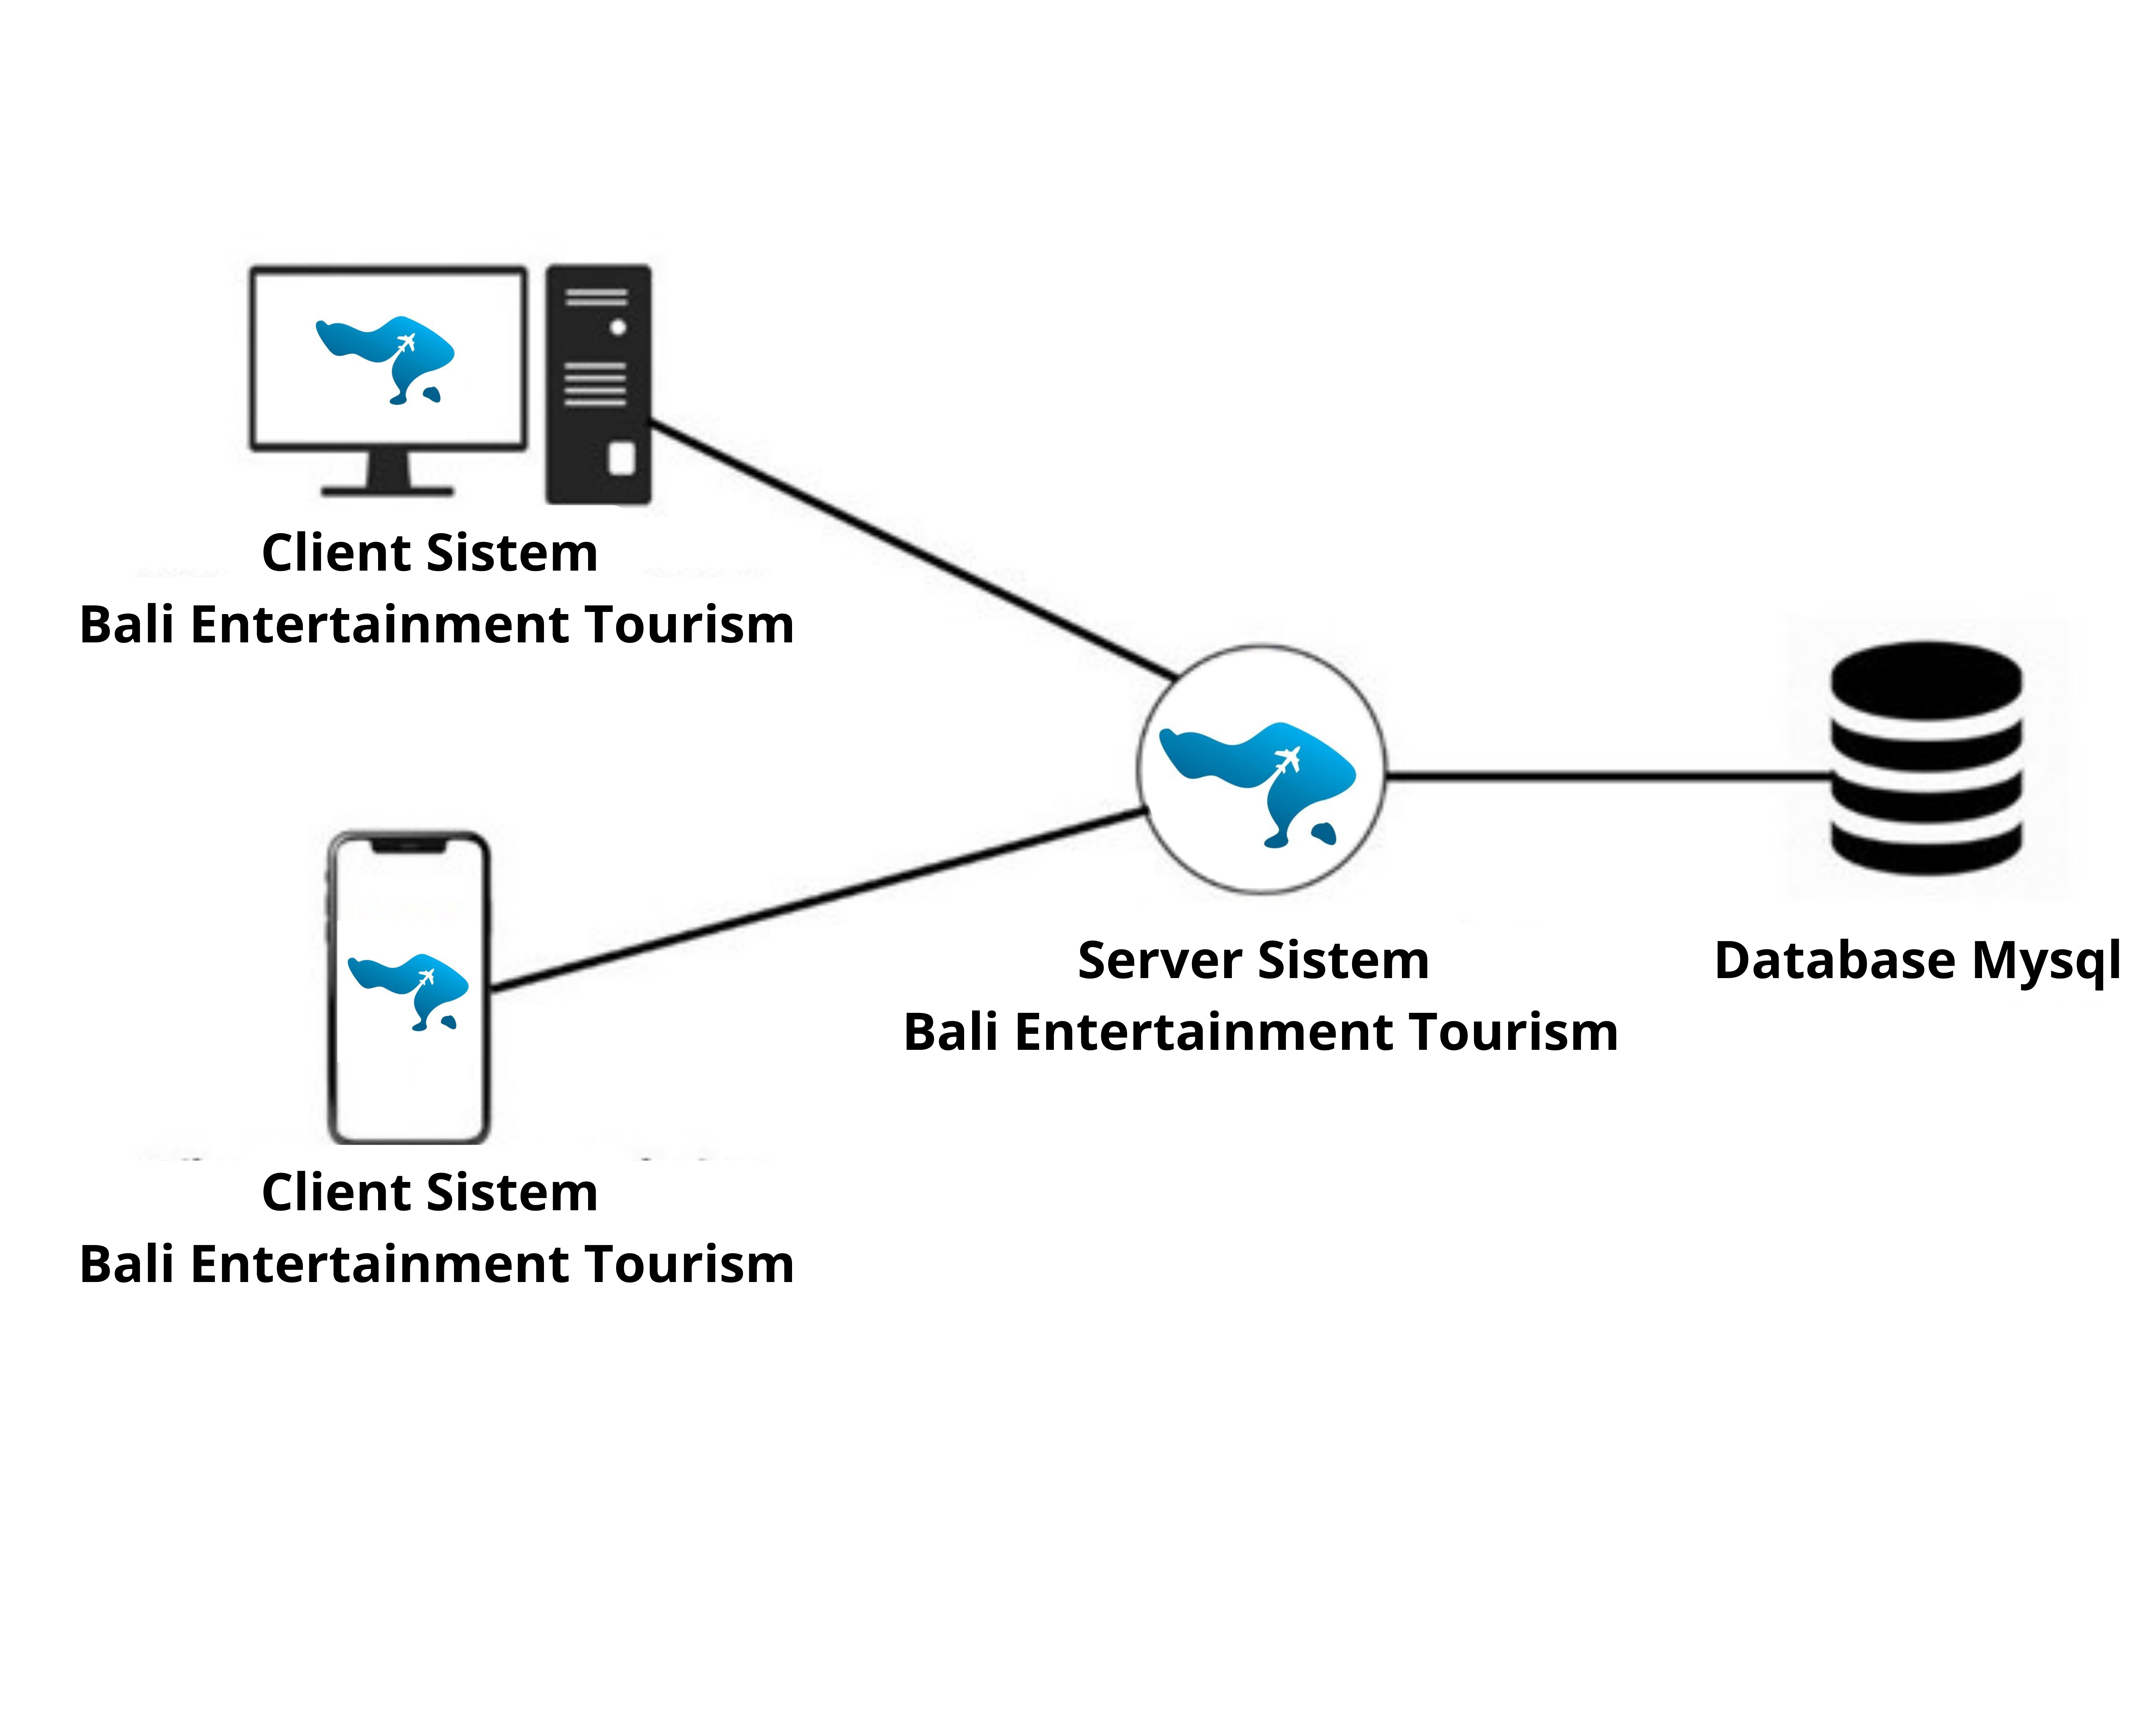 Client Sistem
Bali Entertainment Tourism
Server Sistem
Bali Entertainment Tourism
Database Mysql
Client Sistem
Bali Entertainment Tourism